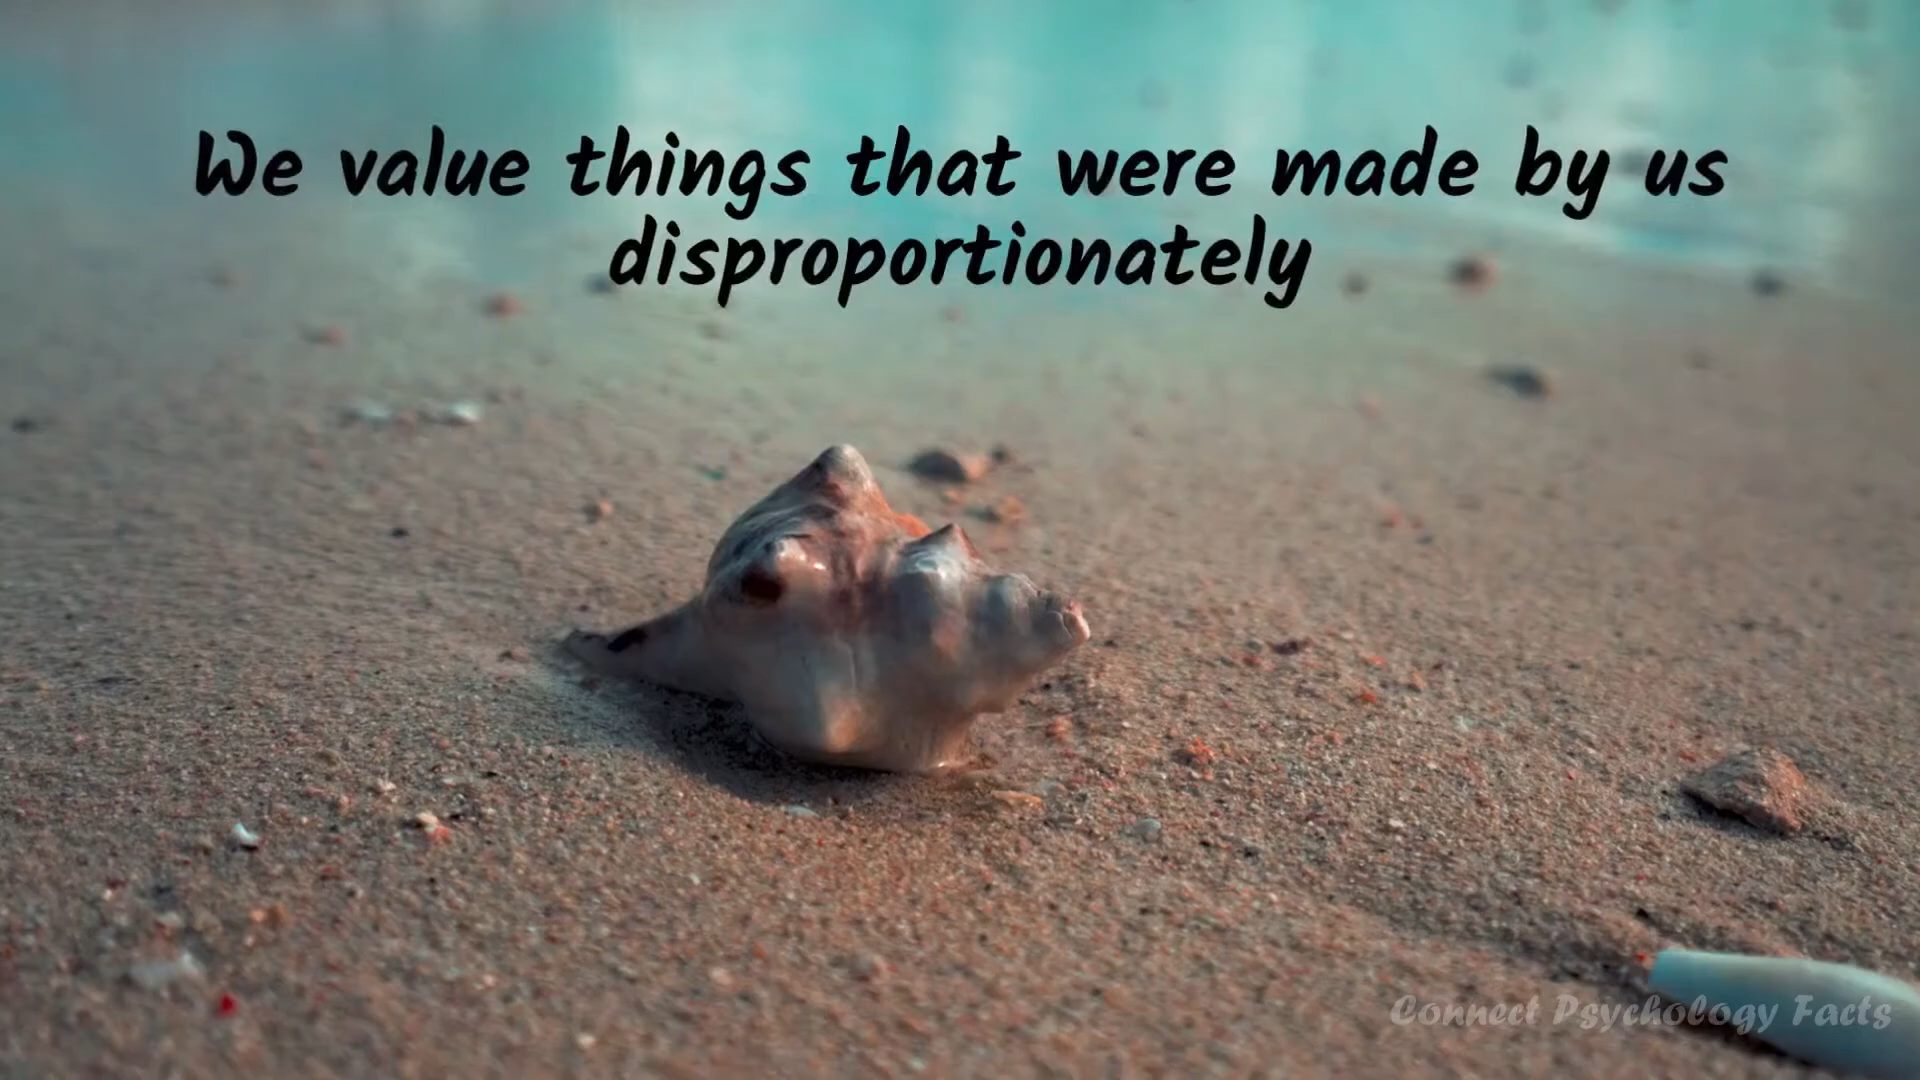 We value things that were made by us
disproportionately
Connect Psychology Facts